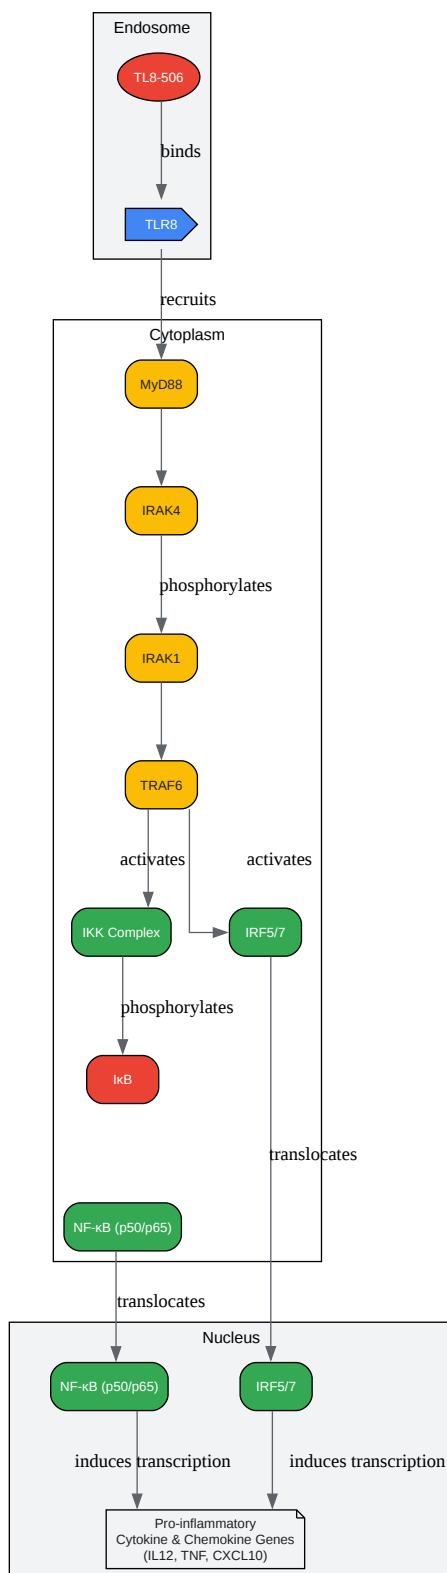 Endosome
TL8-506
binds
TLR8
recruits
Cytoplasm
MyD88
IRAK4
phosphorylates
IRAK1
TRAF6
activates
activates
IKK Complex
IRF5/7
phosphorylates
IκB
translocates
NF-κB (p50/p65)
translocates
Nucleus
NF-κB (p50/p65)
IRF5/7
induces transcription
induces transcription
Pro-inflammatory
Cytokine & Chemokine Genes
(IL12, TNF, CXCL10)